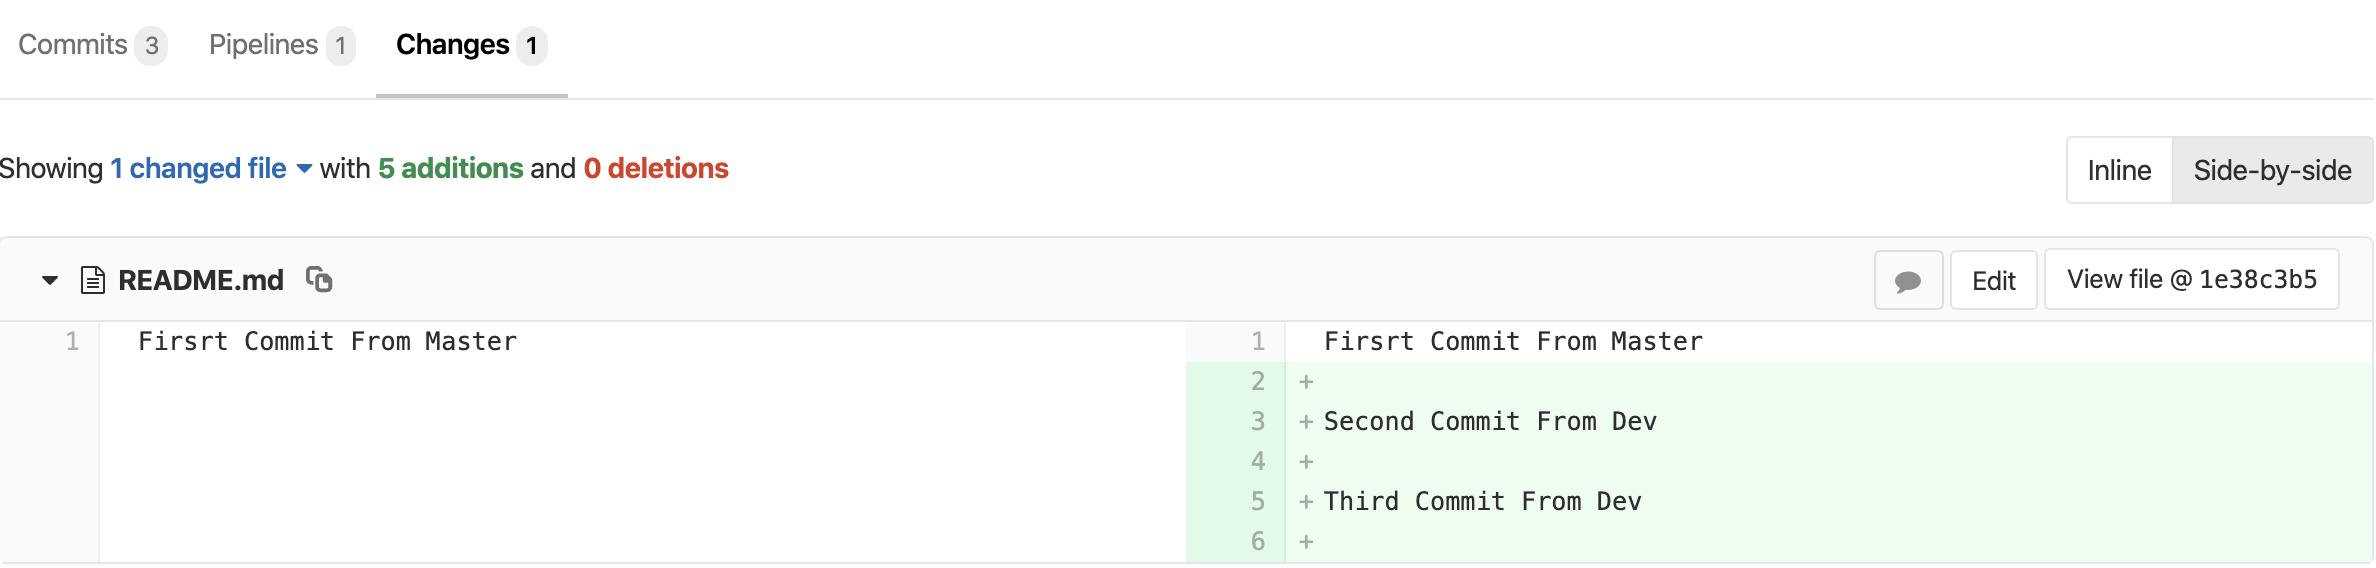 Commits 3 Pipelines 1 Changes 1
Showing 1 changed file with 5 additions and 0 deletions
Inline Side-by-side
README.md Edit View file @ 1e38c3b5
1 Firsrt Commit From Master 1 Firsrt Commit From Master
2 +
3 + Second Commit From Dev
4 +
5 + Third Commit From Dev
6 +